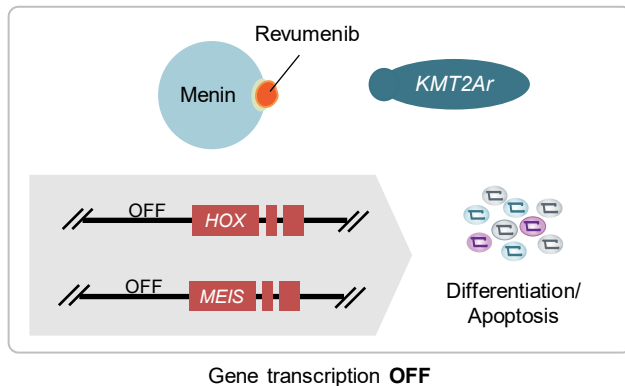 Revumenib
Menin
KMT2Ar
OFF
HOX
OFF
MEIS
Differentiation/
Apoptosis
Gene transcription OFF